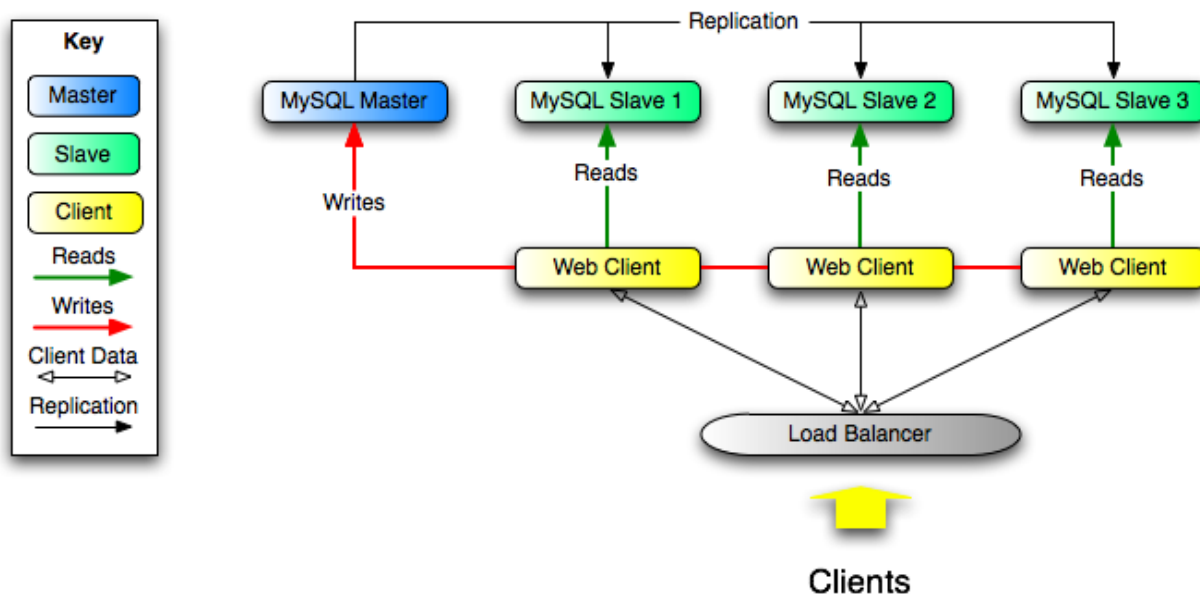 Key
Master
Slave
Client
Reads
Writes
Client Data
Replication
Replication
MySQL Master
MySQL Slave 1
MySQL Slave 2
MySQL Slave 3
Writes
Reads
Reads
Reads
Web Client
Web Client
Web Client
Load Balancer
Clients